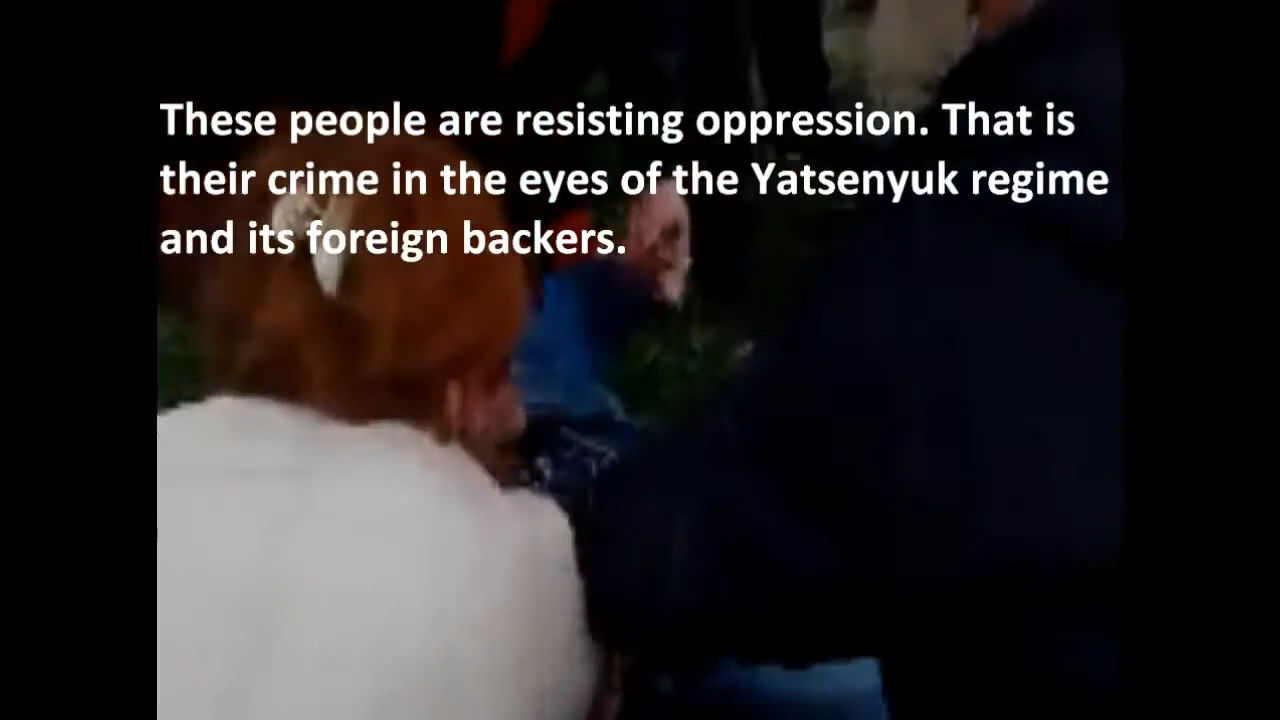 These people are resisting oppression. That is
their crime in the eyes of the Yatsenyuk regime
and its foreign backers.